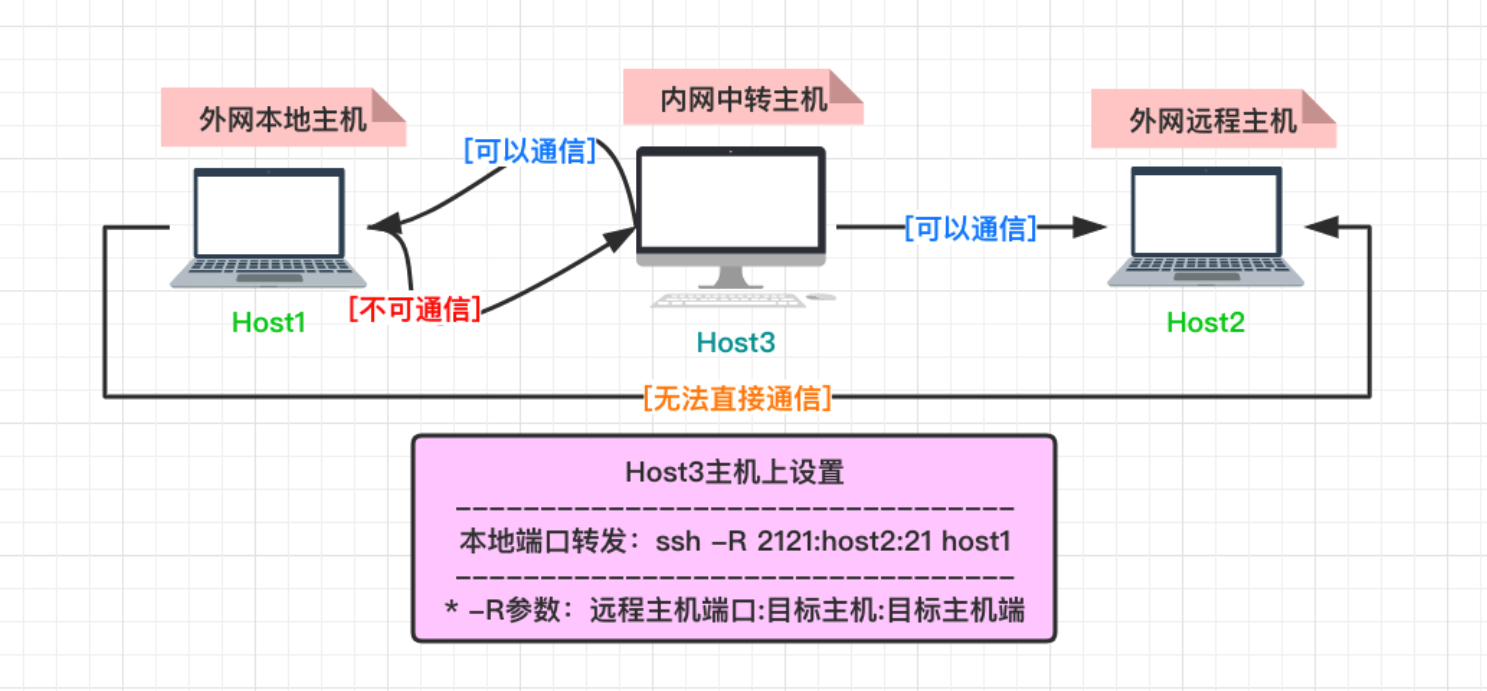 外网本地主机
内网中转主机
外网远程主机
[可以通信]
[可以通信]
[不可通信]
Host1
Host3
Host2
[无法直接通信]
Host3主机上设置
---------------------------------
本地端口转发：ssh -R 2121:host2:21 host1
---------------------------------
* -R参数：远程主机端口:目标主机:目标主机端